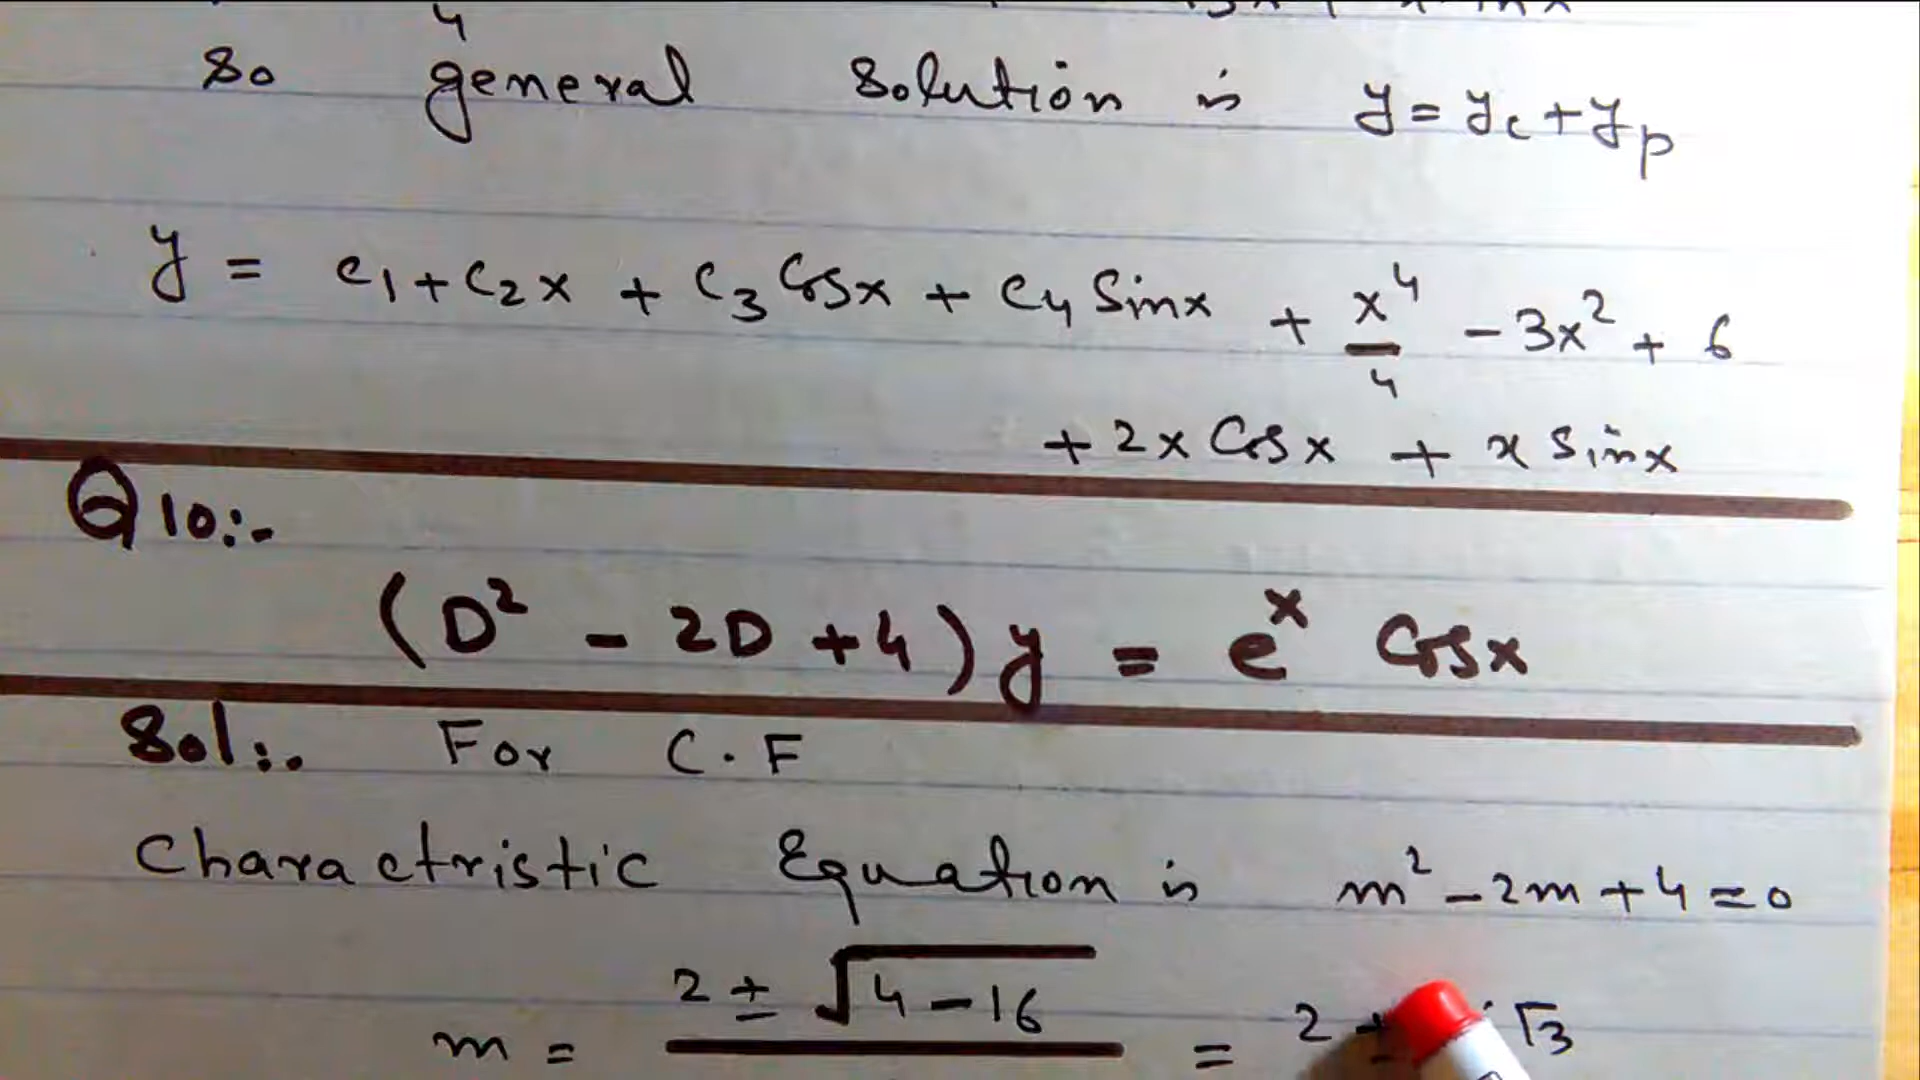 So general Solution is y = yc + yp
y = c₁ + c₂x + c₃ Cosx + c₄ Sinx + x⁴/4 - 3x² + 6
+ 2x Cosx + x Sinx
Q10:-
(D² - 2D + 4) y = eˣ Cosx
Sol:. For C.F
Charactristic Equation is m² - 2m + 4 = 0
m = 2 ± √4 - 16 = 2 ± √3